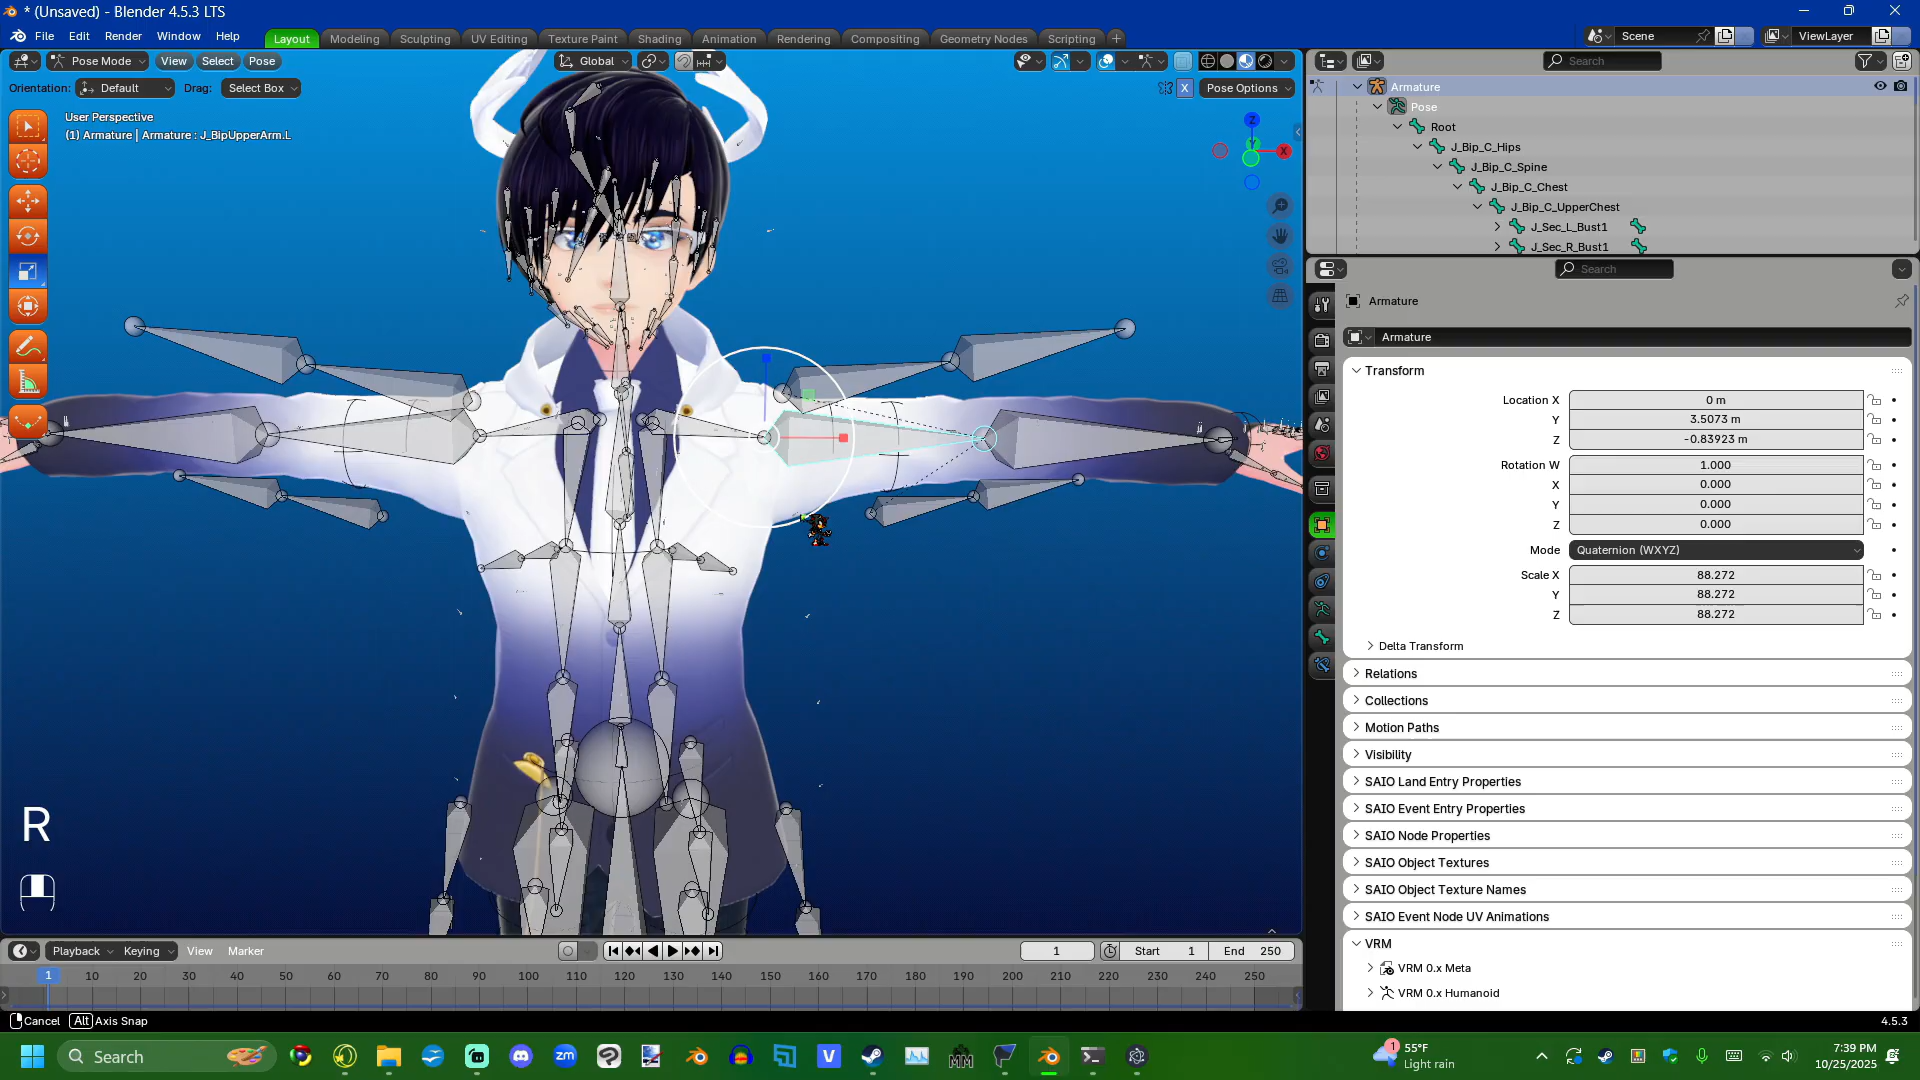 * (Unsaved) - Blender 4.5.3 LTS
File Edit Render Window Help
Layout Modeling Sculpting UV Editing Texture Paint Shading Animation Rendering Compositing Geometry Nodes Scripting
Scene ViewLayer
Pose Mode View Select Pose
Global
Search
Orientation: Default Drag: Select Box
X Pose Options
User Perspective
(1) Armature | Armature : J_BipUpperArm.L
Z
Y
X
Armature
Pose
Root
J_Bip_C_Hips
J_Bip_C_Spine
J_Bip_C_Chest
J_Bip_C_UpperChest
J_Sec_L_Bust1
J_Sec_R_Bust1
Search
Armature
Armature
Transform
Location X 0 m
Y 3.5073 m
Z -0.83923 m
Rotation W 1.000
X 0.000
Y 0.000
Z 0.000
Mode Quaternion (WXYZ)
Scale X 88.272
Y 88.272
Z 88.272
Delta Transform
Relations
Collections
Motion Paths
Visibility
SAIO Land Entry Properties
SAIO Event Entry Properties
SAIO Node Properties
SAIO Object Textures
SAIO Object Texture Names
SAIO Event Node UV Animations
VRM
VRM 0.x Meta
VRM 0.x Humanoid
R
Playback Keying View Marker
1 Start 1 End 250
1 10 20 30 40 50 60 70 80 90 100 110 120 130 140 150 160 170 180 190 200 210 220 230 240 250
Cancel Alt Axis Snap
4.5.3
Search
zm
V
MM
1
55°F
Light rain
7:39 PM
10/25/2025